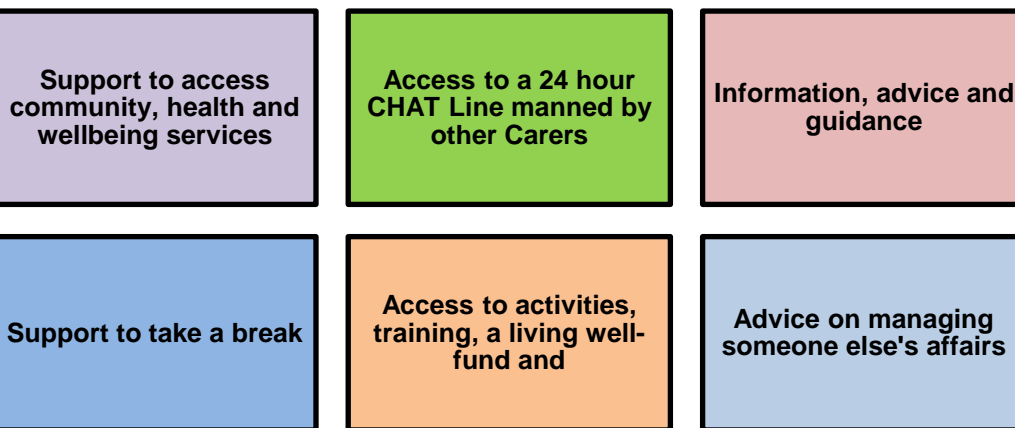 Support to access
community, health and
wellbeing services
Access to a 24 hour
CHAT Line manned by
other Carers
Information, advice and
guidance
Support to take a break
Access to activities,
training, a living well-
fund and
Advice on managing
someone else's affairs